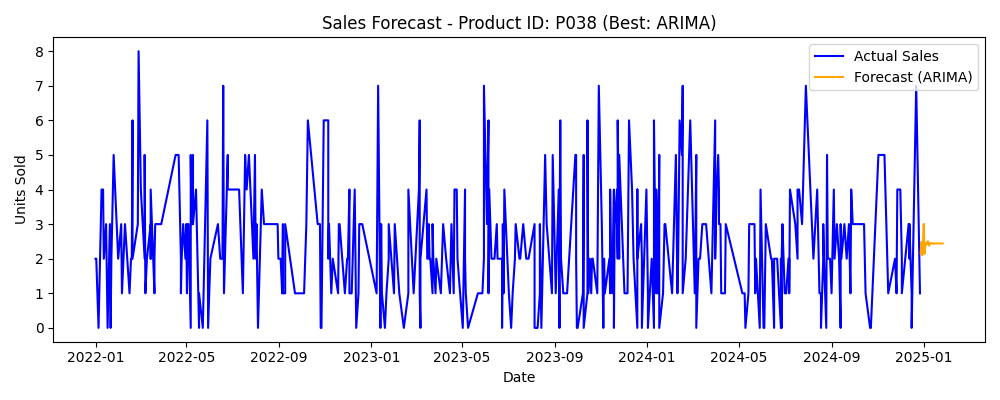 Sales Forecast - Product ID: P038 (Best: ARIMA)
Actual Sales
Forecast (ARIMA)
Units Sold
8
7
6
5
4
3
2
1
0
2022-01 2022-05 2022-09 2023-01 2023-05 2023-09 2024-01 2024-05 2024-09 2025-01
Date